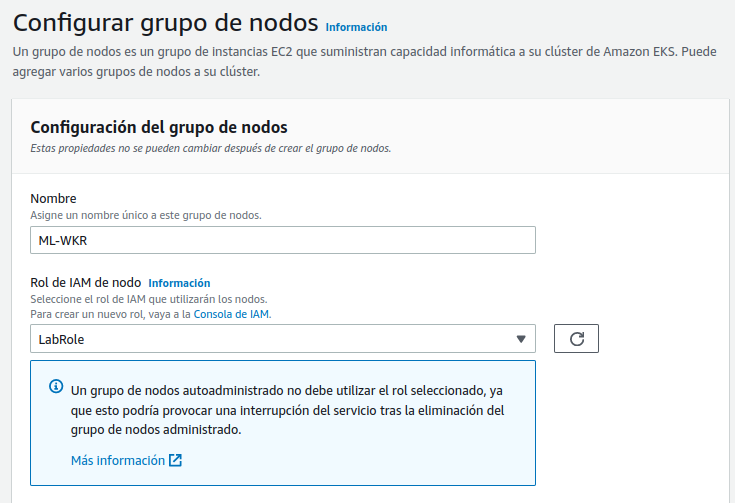 Configurar grupo de nodos Información
Un grupo de nodos es un grupo de instancias EC2 que suministran capacidad informática a su clúster de Amazon EKS. Puede
agregar varios grupos de nodos a su clúster.
Configuración del grupo de nodos
Estas propiedades no se pueden cambiar después de crear el grupo de nodos.
Nombre
Asigne un nombre único a este grupo de nodos.
ML-WKR
Rol de IAM de nodo Información
Seleccione el rol de IAM que utilizarán los nodos.
Para crear un nuevo rol, vaya a la Consola de IAM.
LabRole
Un grupo de nodos autoadministrado no debe utilizar el rol seleccionado, ya
que esto podría provocar una interrupción del servicio tras la eliminación del
grupo de nodos administrado.
Más información